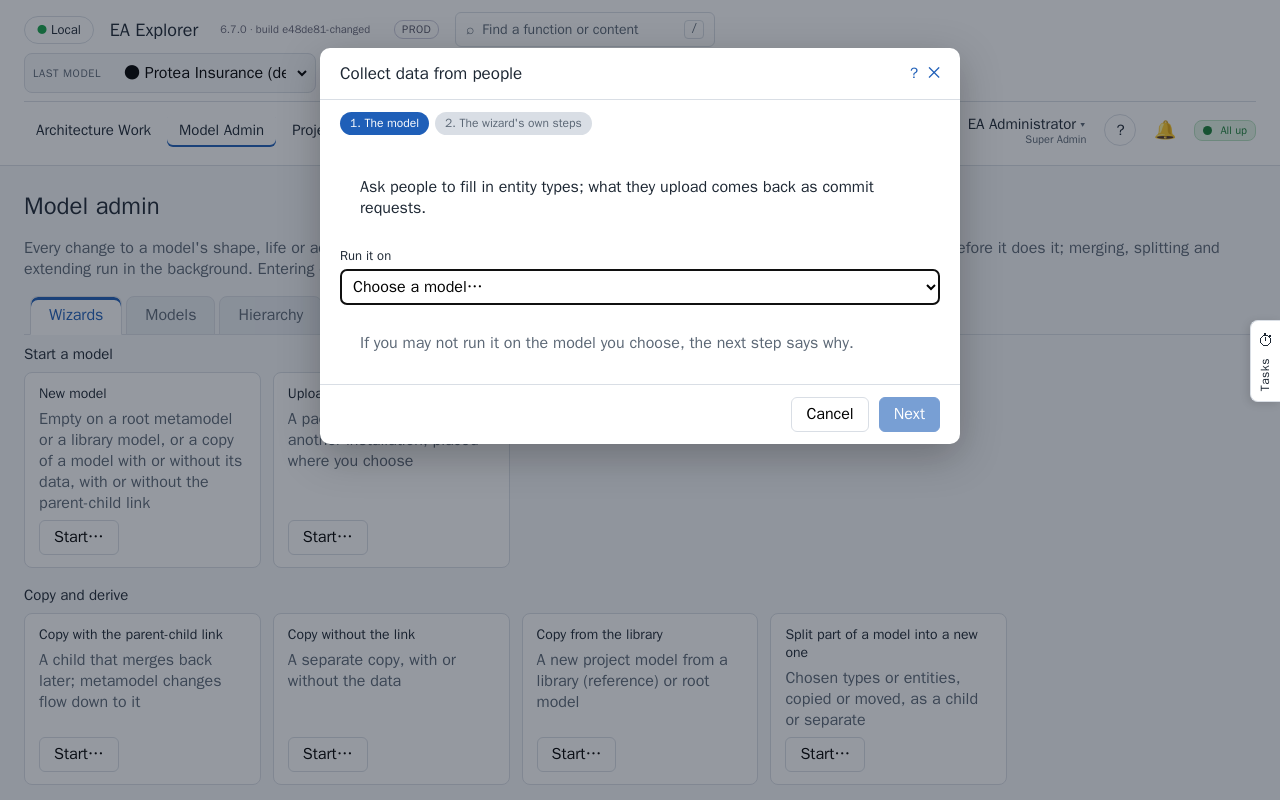 Local
EA Explorer
6.7.0 · build e48de81-changed
PROD
Find a function or content
/
LAST MODEL
Protea Insurance (de
Architecture Work
Model Admin
Proje
EA Administrator
Super Admin
?
All up
Model admin
Every change to a model's shape, life or ac
efore it does it; merging, splitting and
extending run in the background. Entering
Wizards
Models
Hierarchy
Collect data from people
?
1. The model
2. The wizard's own steps
Ask people to fill in entity types; what they upload comes back as commit
requests.
Run it on
Choose a model···
If you may not run it on the model you choose, the next step says why.
Cancel
Next
Tasks
Start a model
New model
Empty on a root metamodel
or a library model, or a copy
of a model with or without its
data, with or without the
parent-child link
Start···
where you choose
Start···
Copy and derive
Copy with the parent-child link
A child that merges back
later; metamodel changes
flow down to it
Start···
Copy without the link
A separate copy, with or
without the data
Start···
Copy from the library
A new project model from a
library (reference) or root
model
Start···
Split part of a model into a new
one
Chosen types or entities,
copied or moved, as a child
or separate
Start···